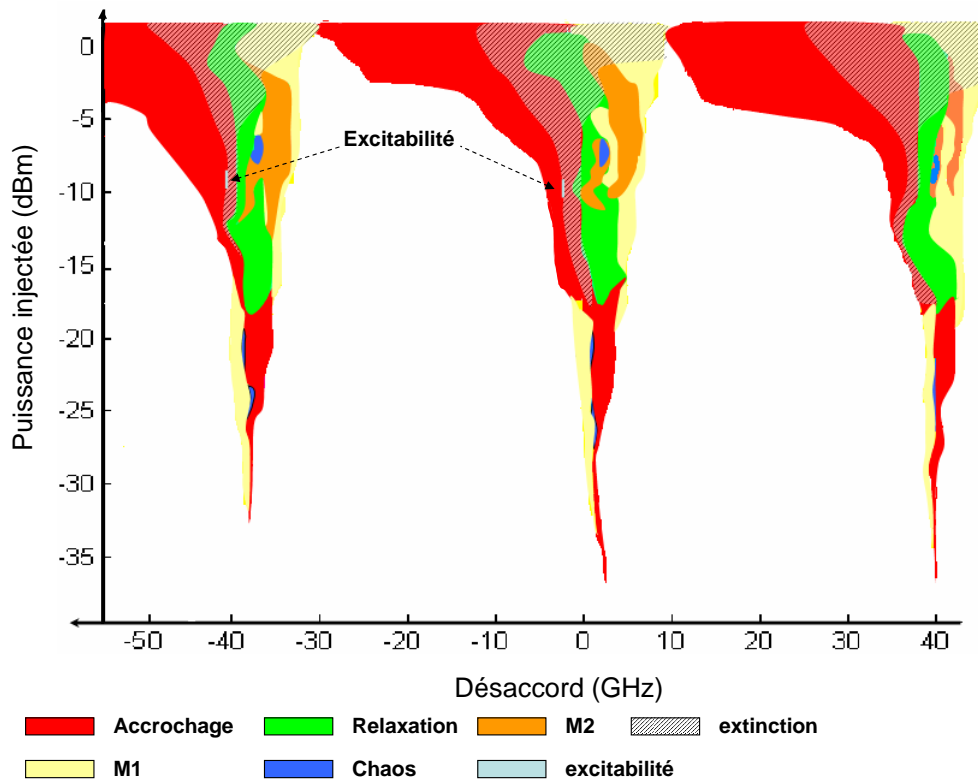 0
-5
-10
-15
-20
-25
-30
-35
Puissance injectée (dBm)
Excitabilité
-50 -40 -30 -20 -10 0 10 20 30 40
Désaccord (GHz)
Accrochage Relaxation M2 extinction
M1 Chaos excitabilité